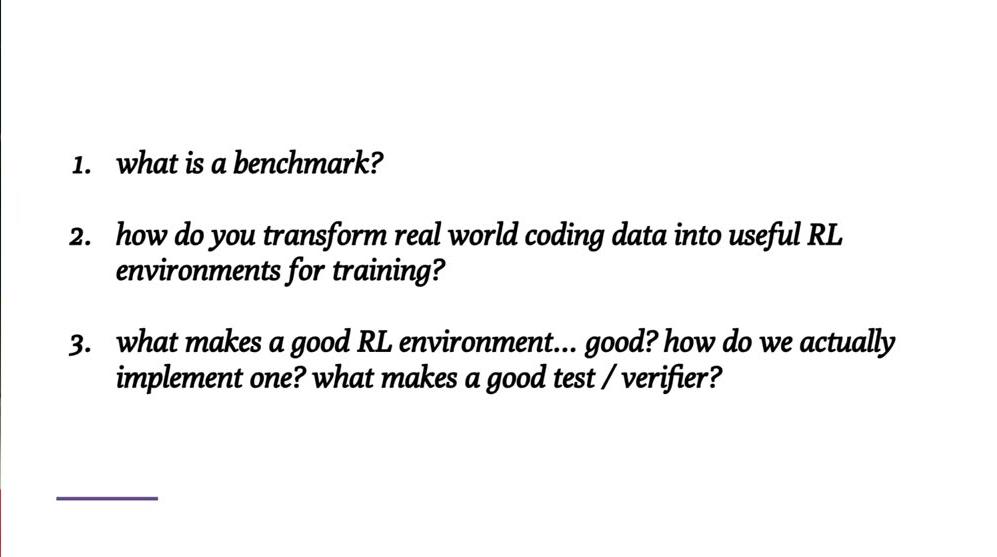 1. what is a benchmark?
2. how do you transform real world coding data into useful RL
environments for training?
3. what makes a good RL environment... good? how do we actually
implement one? what makes a good test / verifier?